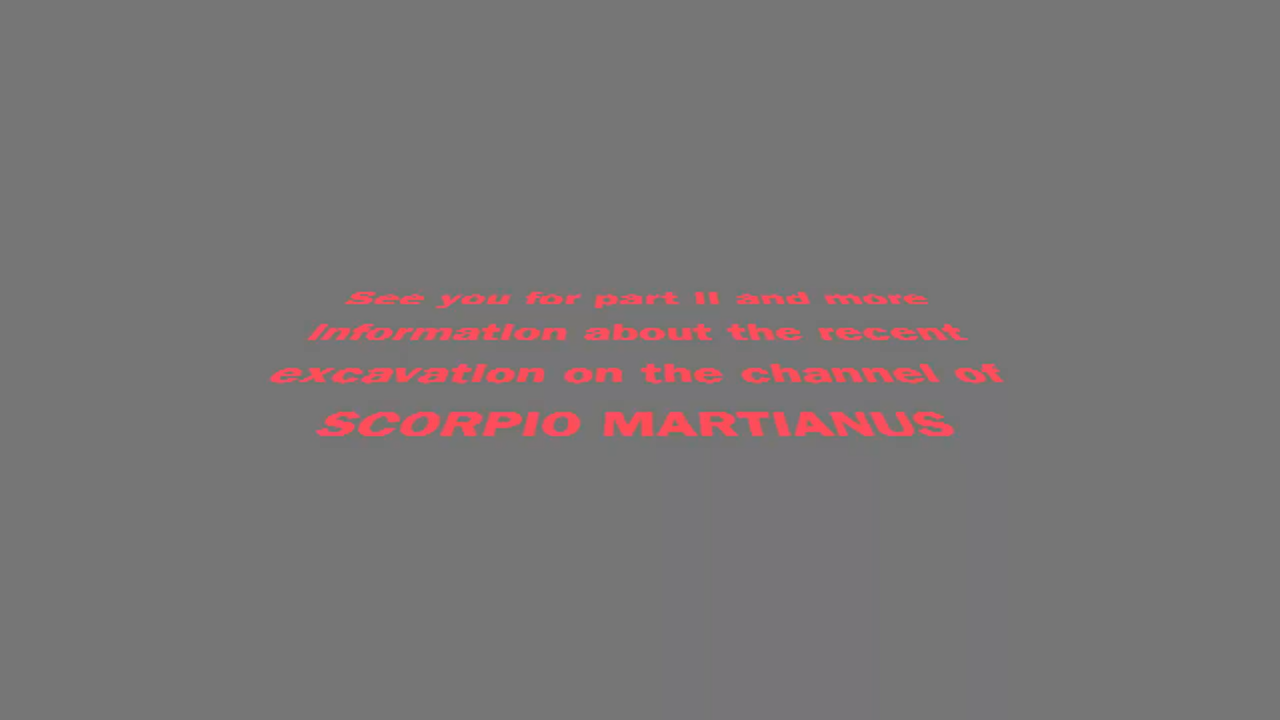 See you for part II and more
information about the recent
excavation on the channel of
SCORPIO MARTIANUS